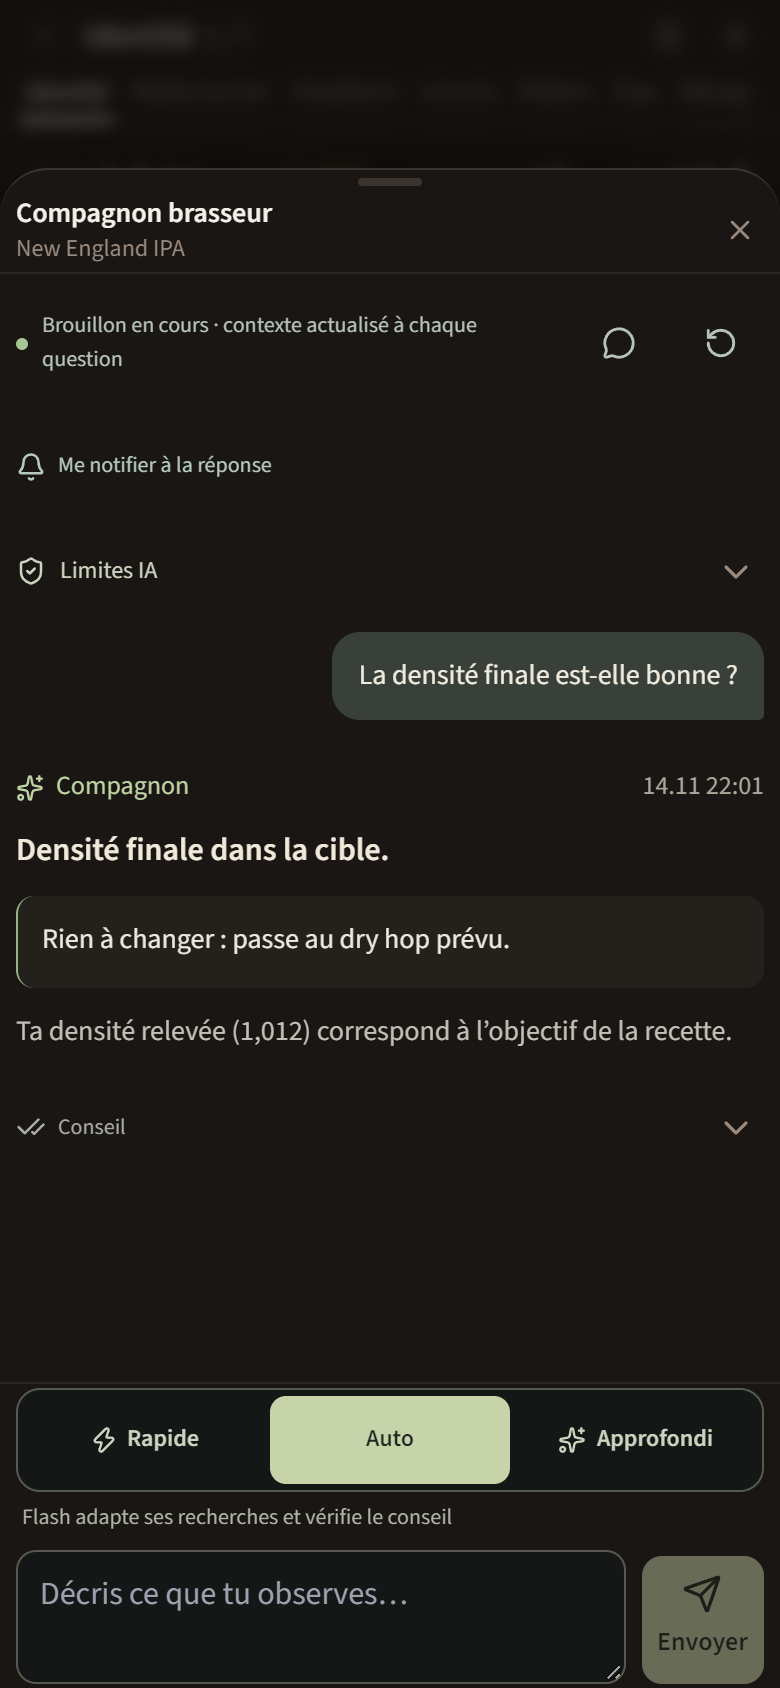 Compagnon brasseur
New England IPA
Brouillon en cours · contexte actualisé à chaque
question
Me notifier à la réponse
Limites IA
La densité finale est-elle bonne ?
Compagnon
14.11 22:01
Densité finale dans la cible.
Rien à changer : passe au dry hop prévu.
Ta densité relevée (1,012) correspond à l’objectif de la recette.
Conseil
Rapide
Auto
Approfondi
Flash adapte ses recherches et vérifie le conseil
Décris ce que tu observes…
Envoyer